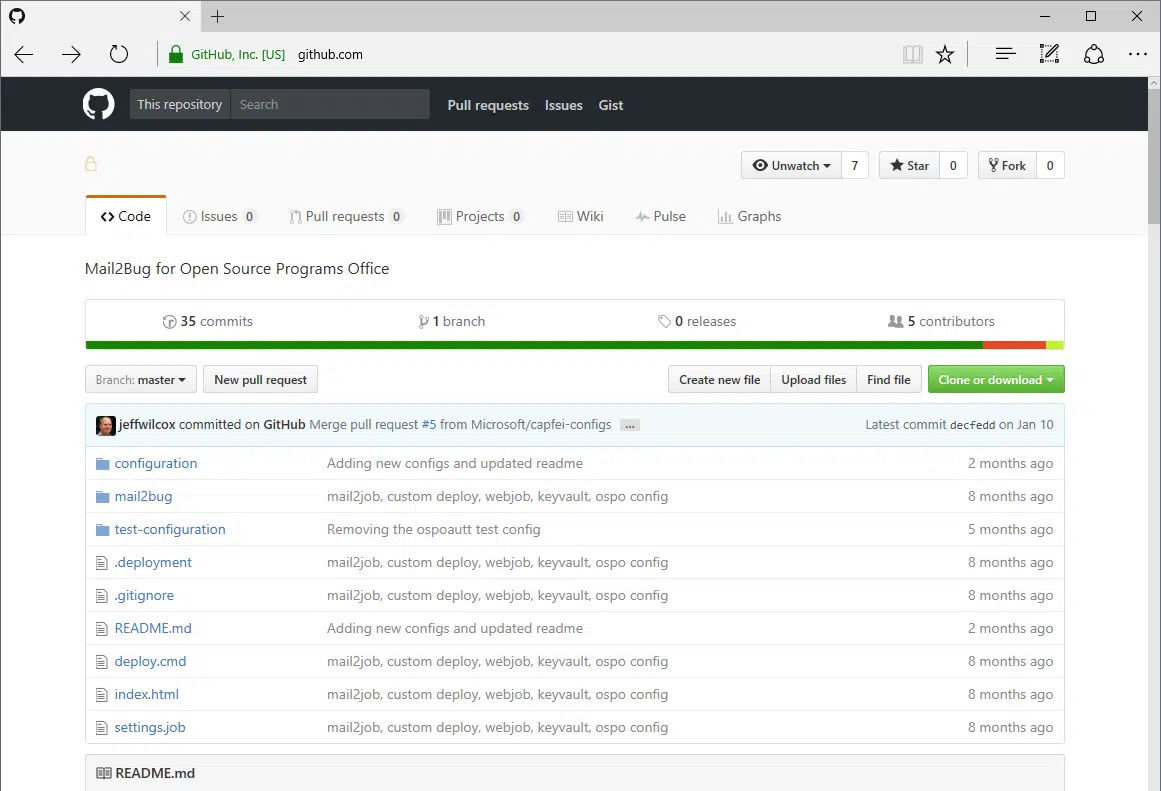 GitHub, Inc. [US] github.com
This repository Search Pull requests Issues Gist
Unwatch 7 Star 0 Fork 0
Code Issues 0 Pull requests 0 Projects 0 Wiki Pulse Graphs
Mail2Bug for Open Source Programs Office
35 commits 1 branch 0 releases 5 contributors
Branch: master New pull request Create new file Upload files Find file Clone or download
jeffwilcox committed on GitHub Merge pull request #5 from Microsoft/capfei-configs ... Latest commit decfedd on Jan 10
configuration Adding new configs and updated readme 2 months ago
mail2bug mail2job, custom deploy, webjob, keyvault, ospo config 8 months ago
test-configuration Removing the ospoautt test config 5 months ago
.deployment mail2job, custom deploy, webjob, keyvault, ospo config 8 months ago
.gitignore mail2job, custom deploy, webjob, keyvault, ospo config 8 months ago
README.md Adding new configs and updated readme 2 months ago
deploy.cmd mail2job, custom deploy, webjob, keyvault, ospo config 8 months ago
index.html mail2job, custom deploy, webjob, keyvault, ospo config 8 months ago
settings.job mail2job, custom deploy, webjob, keyvault, ospo config 8 months ago
README.md